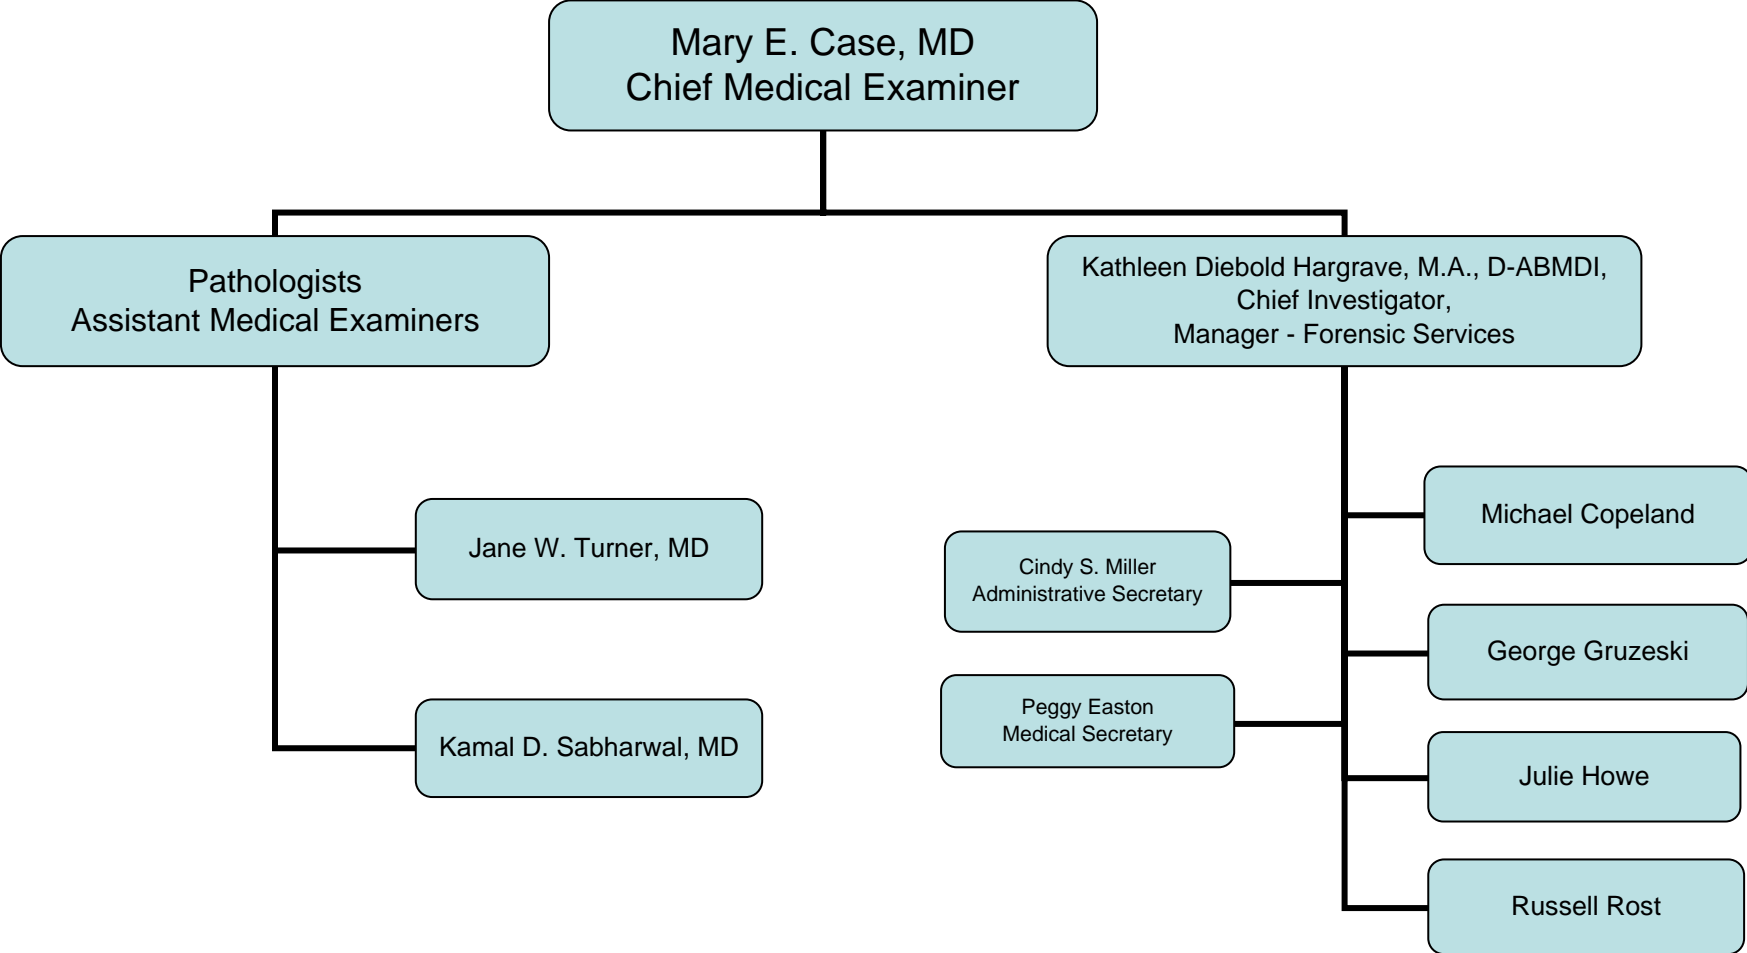 Mary E. Case, MD
Chief Medical Examiner
Pathologists
Assistant Medical Examiners
Kathleen Diebold Hargrave, M.A., D-ABMDI,
Chief Investigator,
Manager - Forensic Services
Jane W. Turner, MD
Kamal D. Sabharwal, MD
Cindy S. Miller
Administrative Secretary
Peggy Easton
Medical Secretary
Michael Copeland
George Gruzeski
Julie Howe
Russell Rost